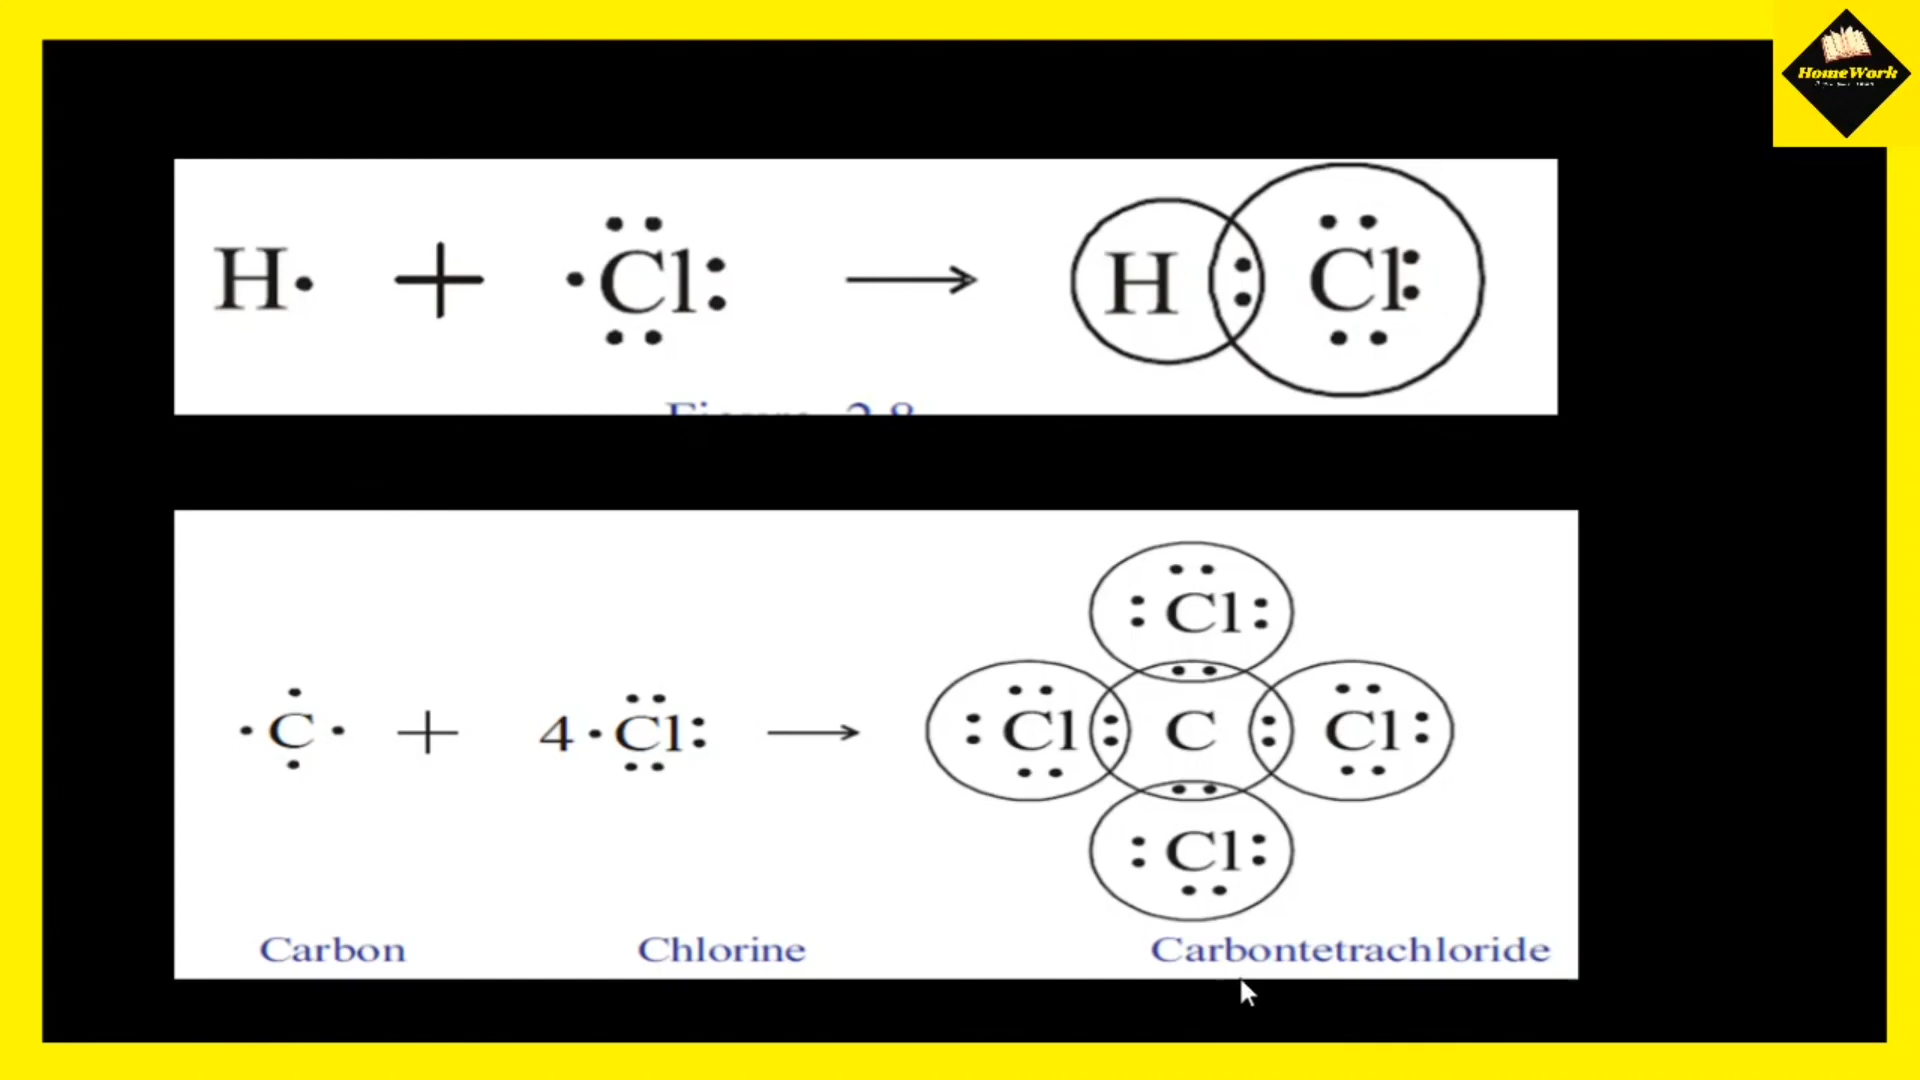 HomeWork
H· + ·Cl: → H : Cl:
Cl
·C· + 4·Cl: → :Cl : C : Cl:
Cl
Carbon Chlorine Carbontetrachloride